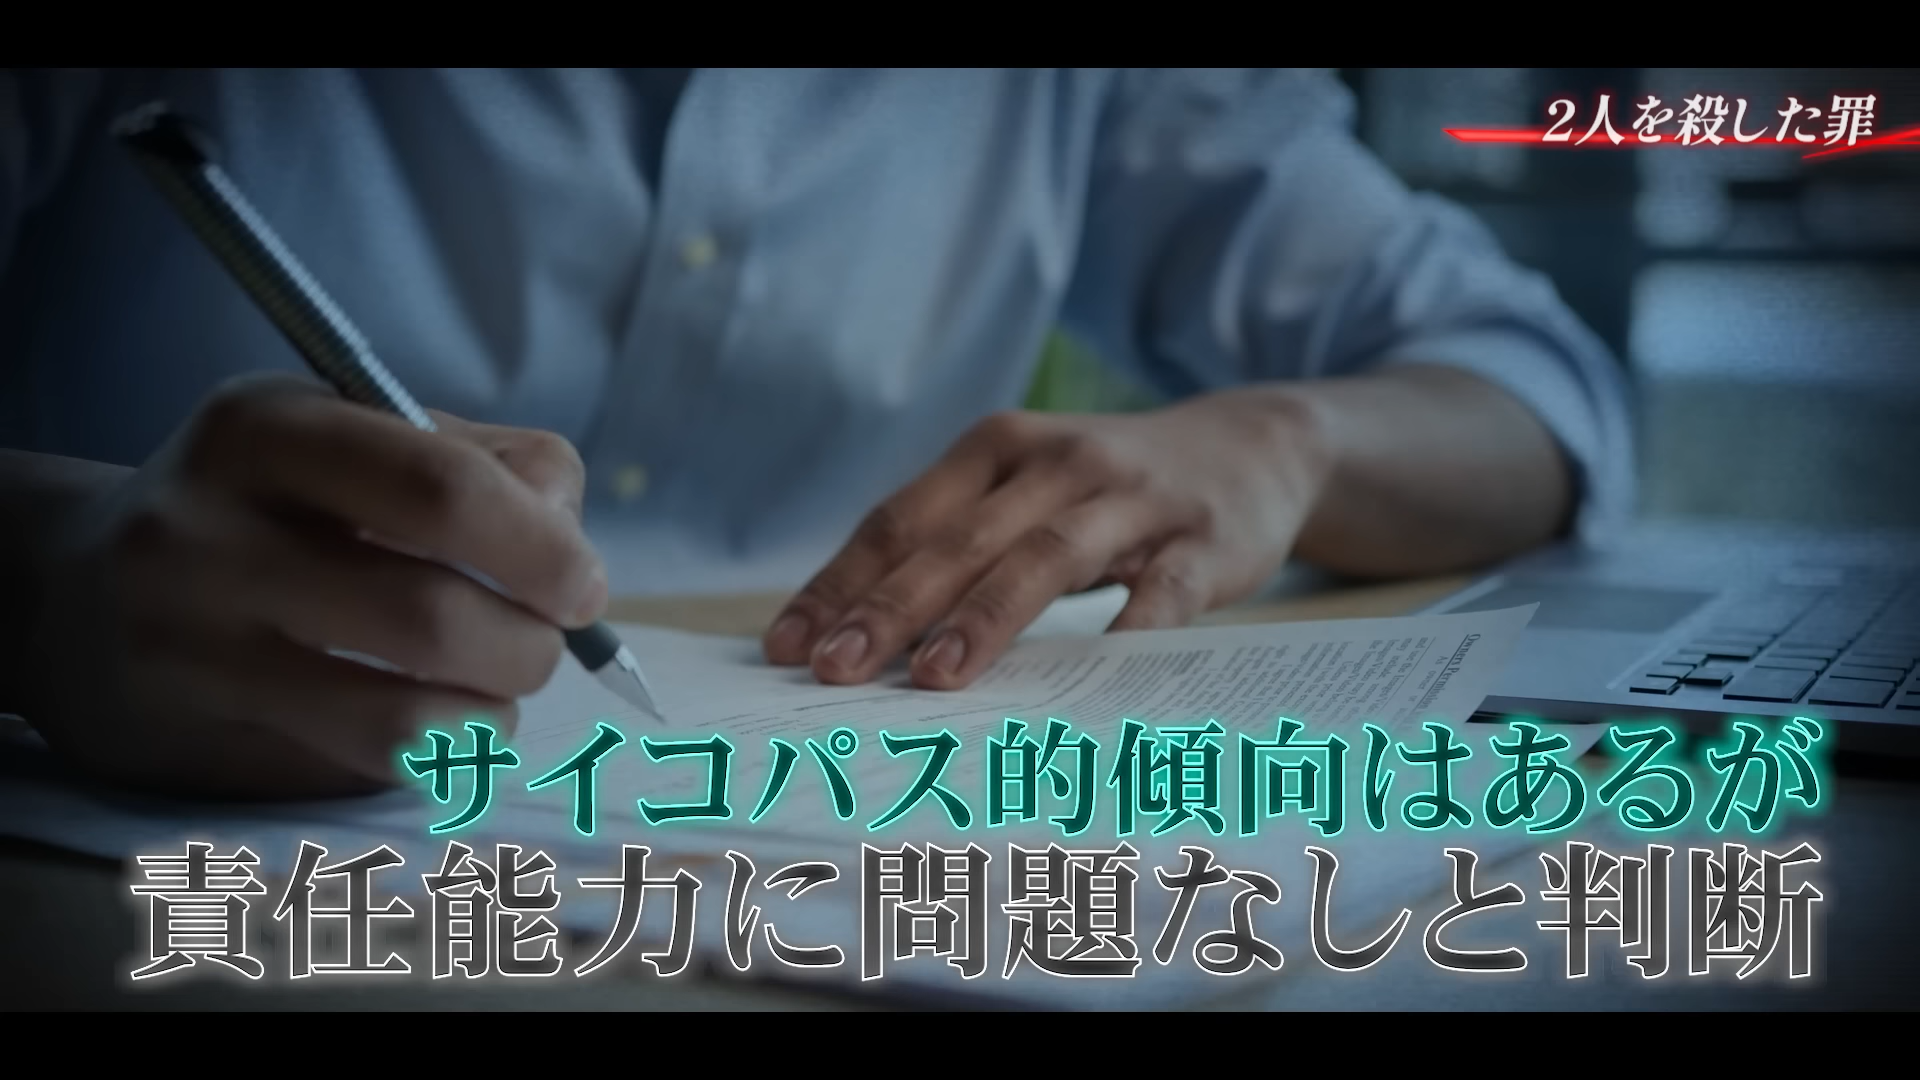 2人を殺した罪
サイコパス的傾向はあるが
責任能力に問題なしと判断